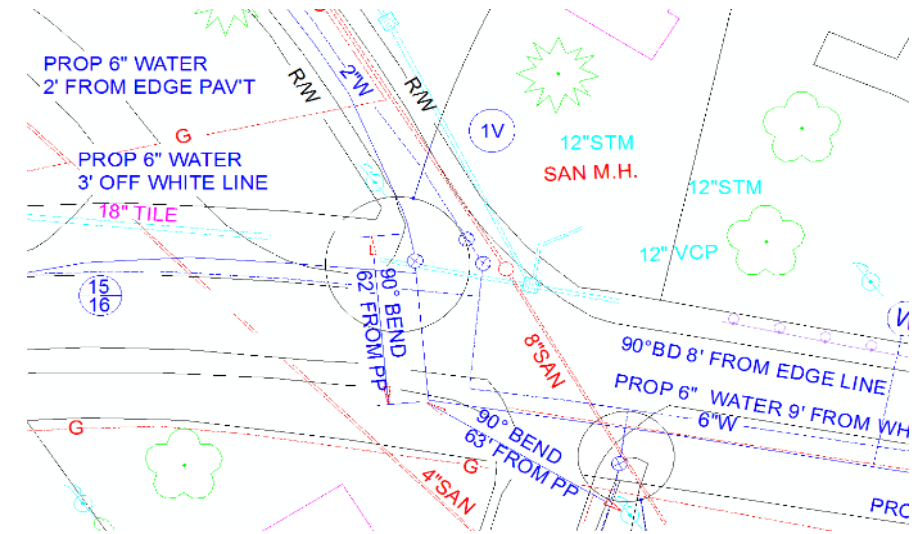 PROP 6" WATER
2' FROM EDGE PAV'T
R/W
2"W
R/W
G
1V
12"STM
SAN M.H.
PROP 6" WATER
3' OFF WHITE LINE
12"STM
18" TILE
12" VCP
15
16
90° BEND
62' FROM PP
8"SAN
90°BD 8' FROM EDGE LINE
PROP 6" WATER 9' FROM WH
6"W
90° BEND
63' FROM PP
G
G
4"SAN
PRO